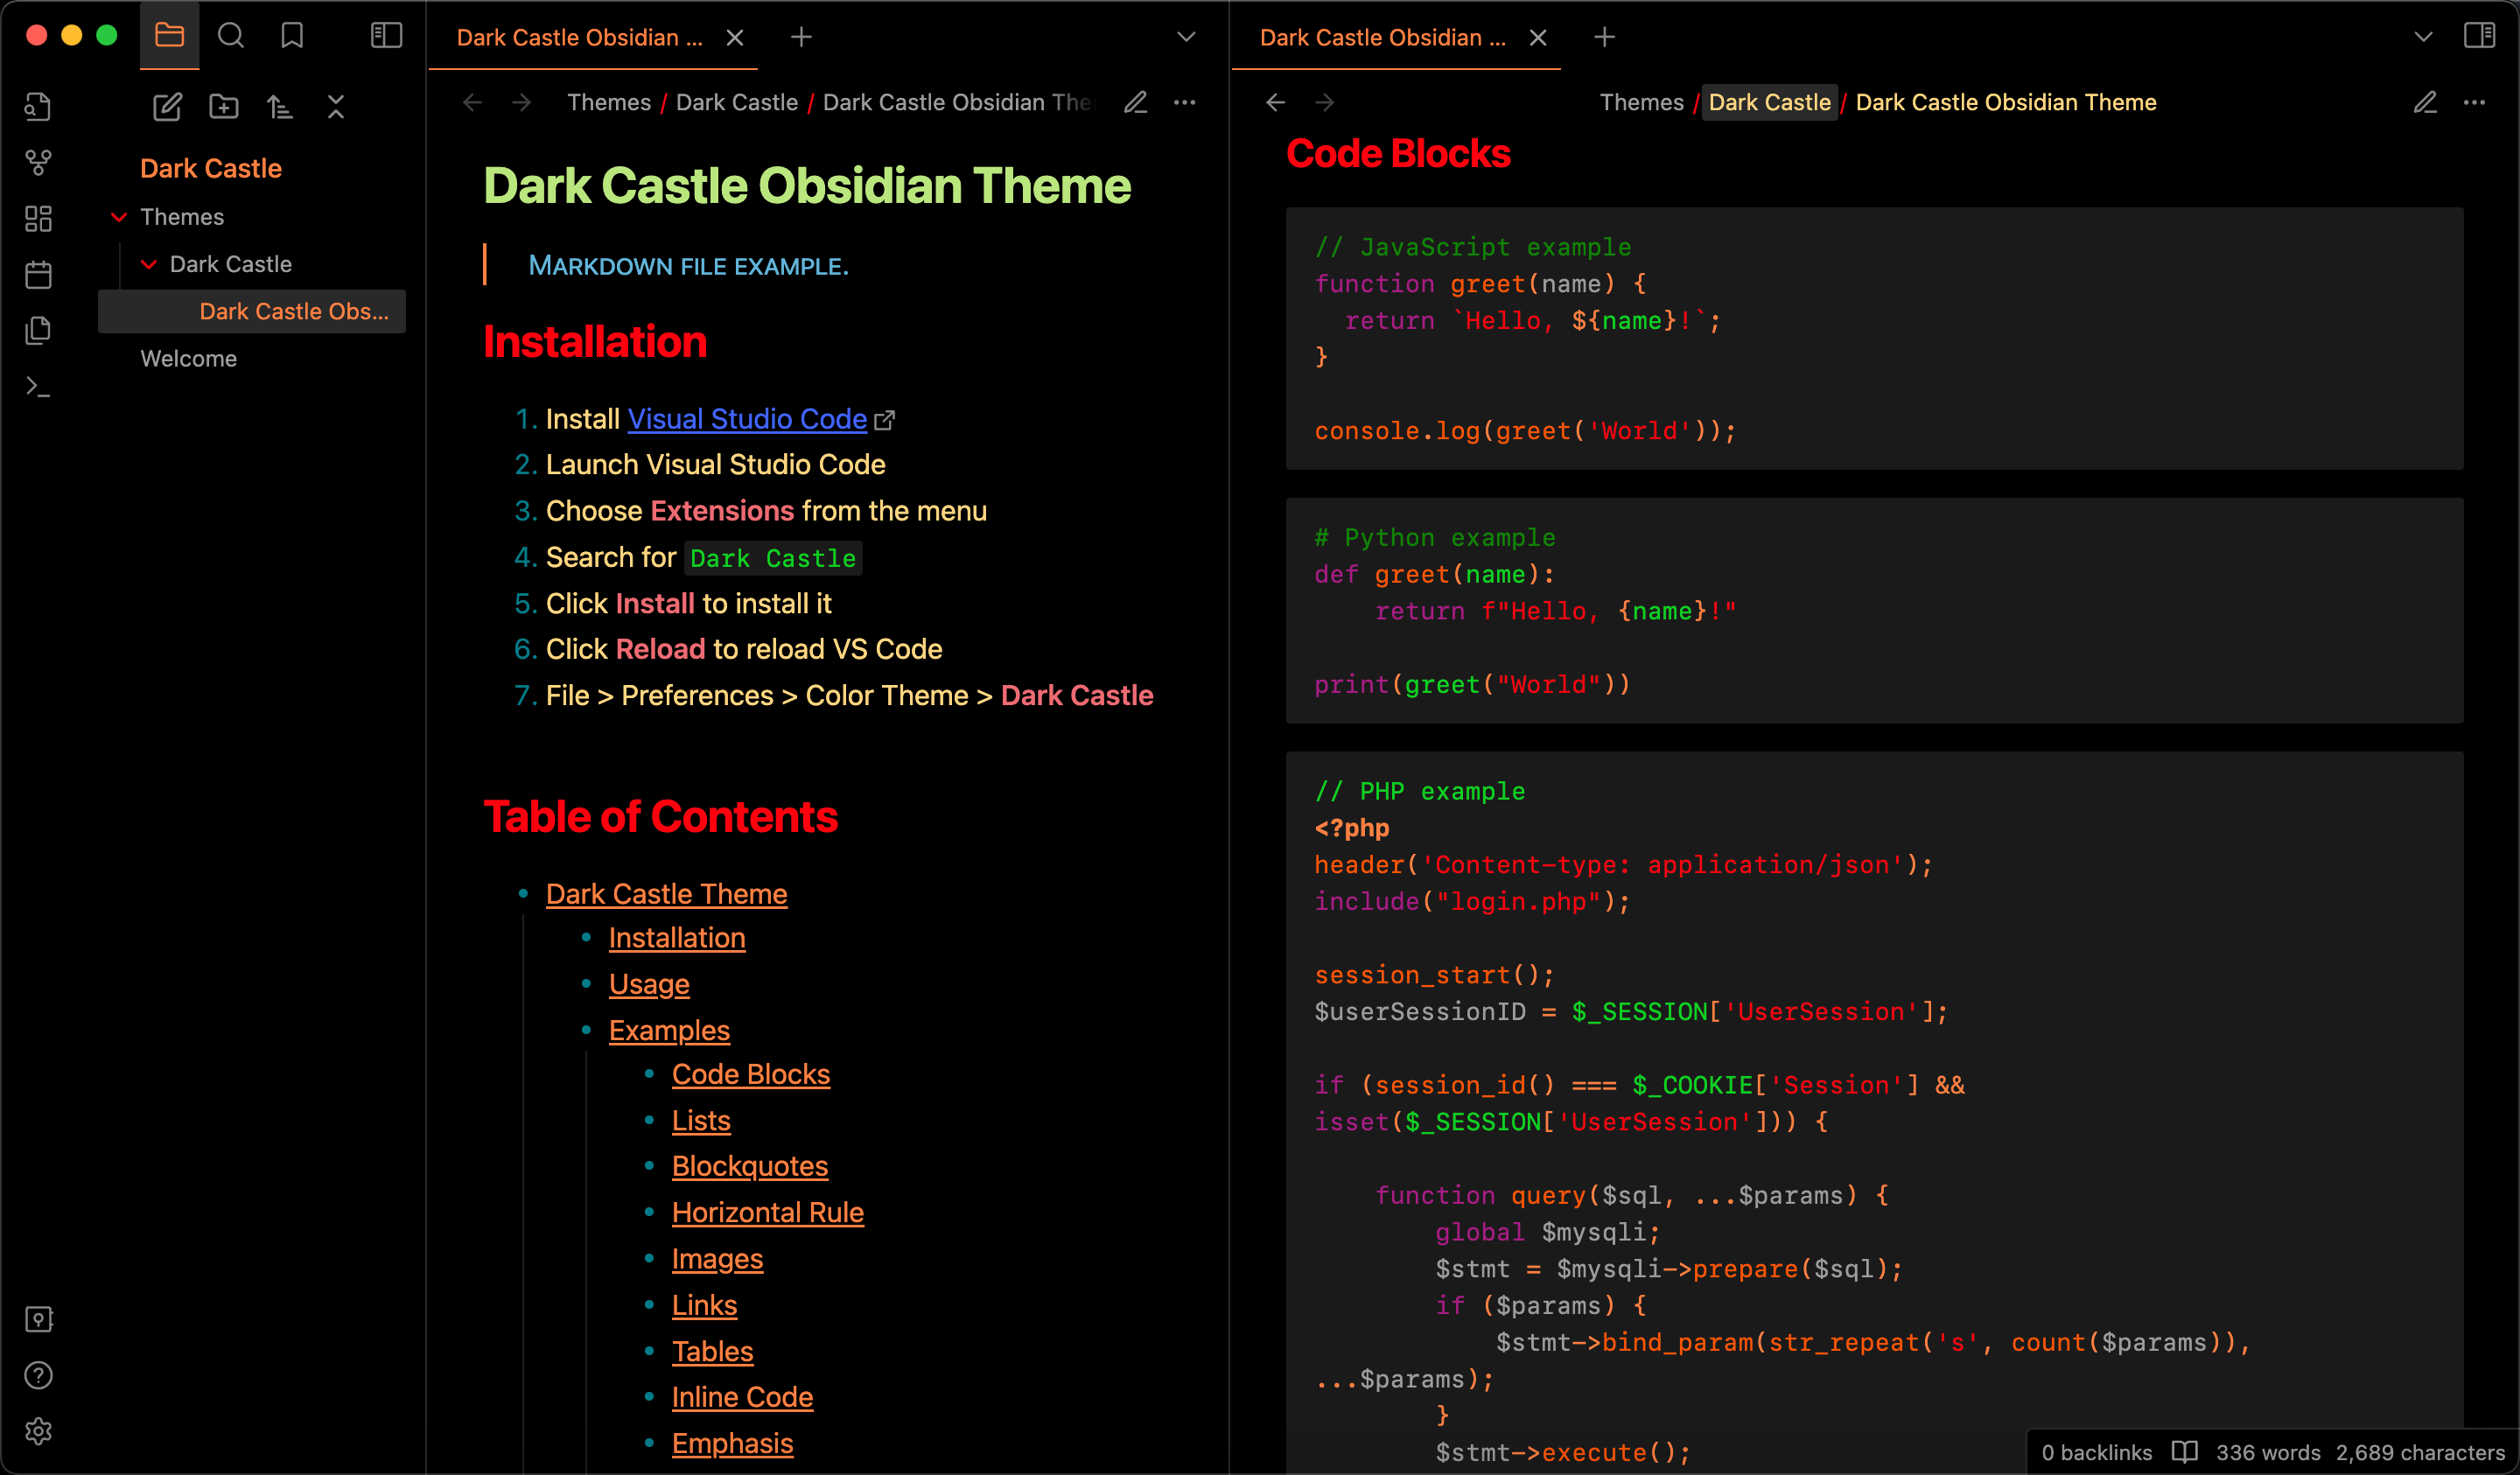 Dark Castle
Themes
Dark Castle
Dark Castle Obs...
Welcome
Dark Castle Obsidian ...
Themes / Dark Castle / Dark Castle Obsidian The
Dark Castle Obsidian Theme
MARKDOWN FILE EXAMPLE.
Installation
1. Install Visual Studio Code
2. Launch Visual Studio Code
3. Choose Extensions from the menu
4. Search for Dark Castle
5. Click Install to install it
6. Click Reload to reload VS Code
7. File > Preferences > Color Theme > Dark Castle
Table of Contents
• Dark Castle Theme
• Installation
• Usage
• Examples
• Code Blocks
• Lists
• Blockquotes
• Horizontal Rule
• Images
• Links
• Tables
• Inline Code
• Emphasis
Dark Castle Obsidian ...
Themes / Dark Castle / Dark Castle Obsidian Theme
Code Blocks
// JavaScript example
function greet(name) {
  return `Hello, ${name}!`;
}
console.log(greet('World'));
# Python example
def greet(name):
    return f"Hello, {name}!"
print(greet("World"))
// PHP example
<?php
header('Content-type: application/json');
include("login.php");
session_start();
$userSessionID = $_SESSION['UserSession'];
if (session_id() === $_COOKIE['Session'] &&
isset($_SESSION['UserSession'])) {
    function query($sql, ...$params) {
        global $mysqli;
        $stmt = $mysqli->prepare($sql);
        if ($params) {
            $stmt->bind_param(str_repeat('s', count($params)),
...$params);
        }
        $stmt->execute();
0 backlinks 336 words 2,689 characters